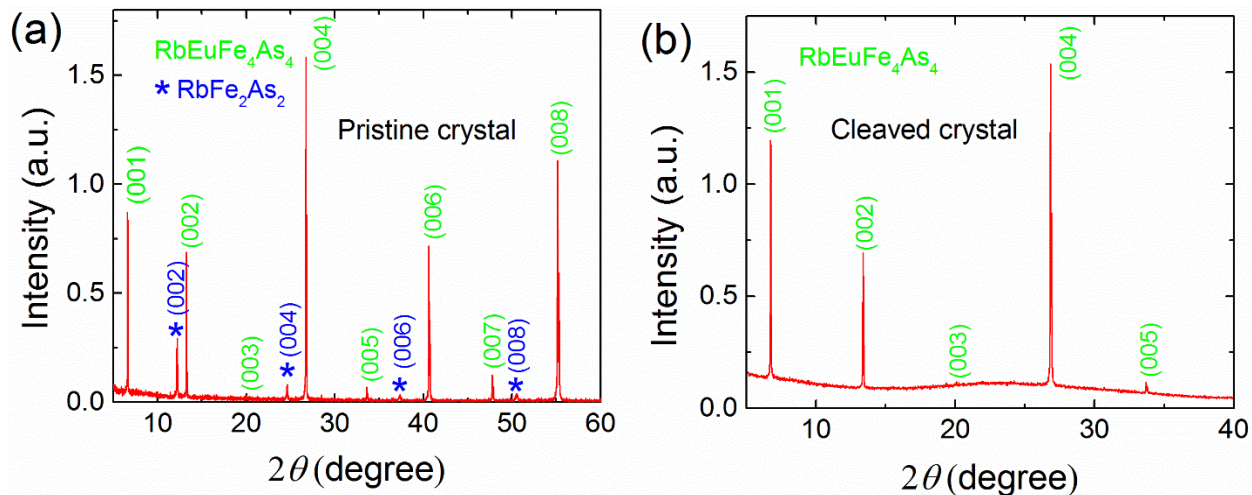 (a)
RbEuFe₄As₄
* RbFe₂As₂
Pristine crystal
(001)
* (002)
(002)
(003)
* (004)
(004)
(005)
* (006)
(006)
(007)
* (008)
(008)
Intensity (a.u.)
1.5
1.0
0.5
0.0
10 20 30 40 50 60
2θ (degree)
(b)
RbEuFe₄As₄
Cleaved crystal
(001)
(002)
(003)
(004)
(005)
Intensity (a.u.)
1.5
1.0
0.5
0.0
10 20 30 40
2θ (degree)